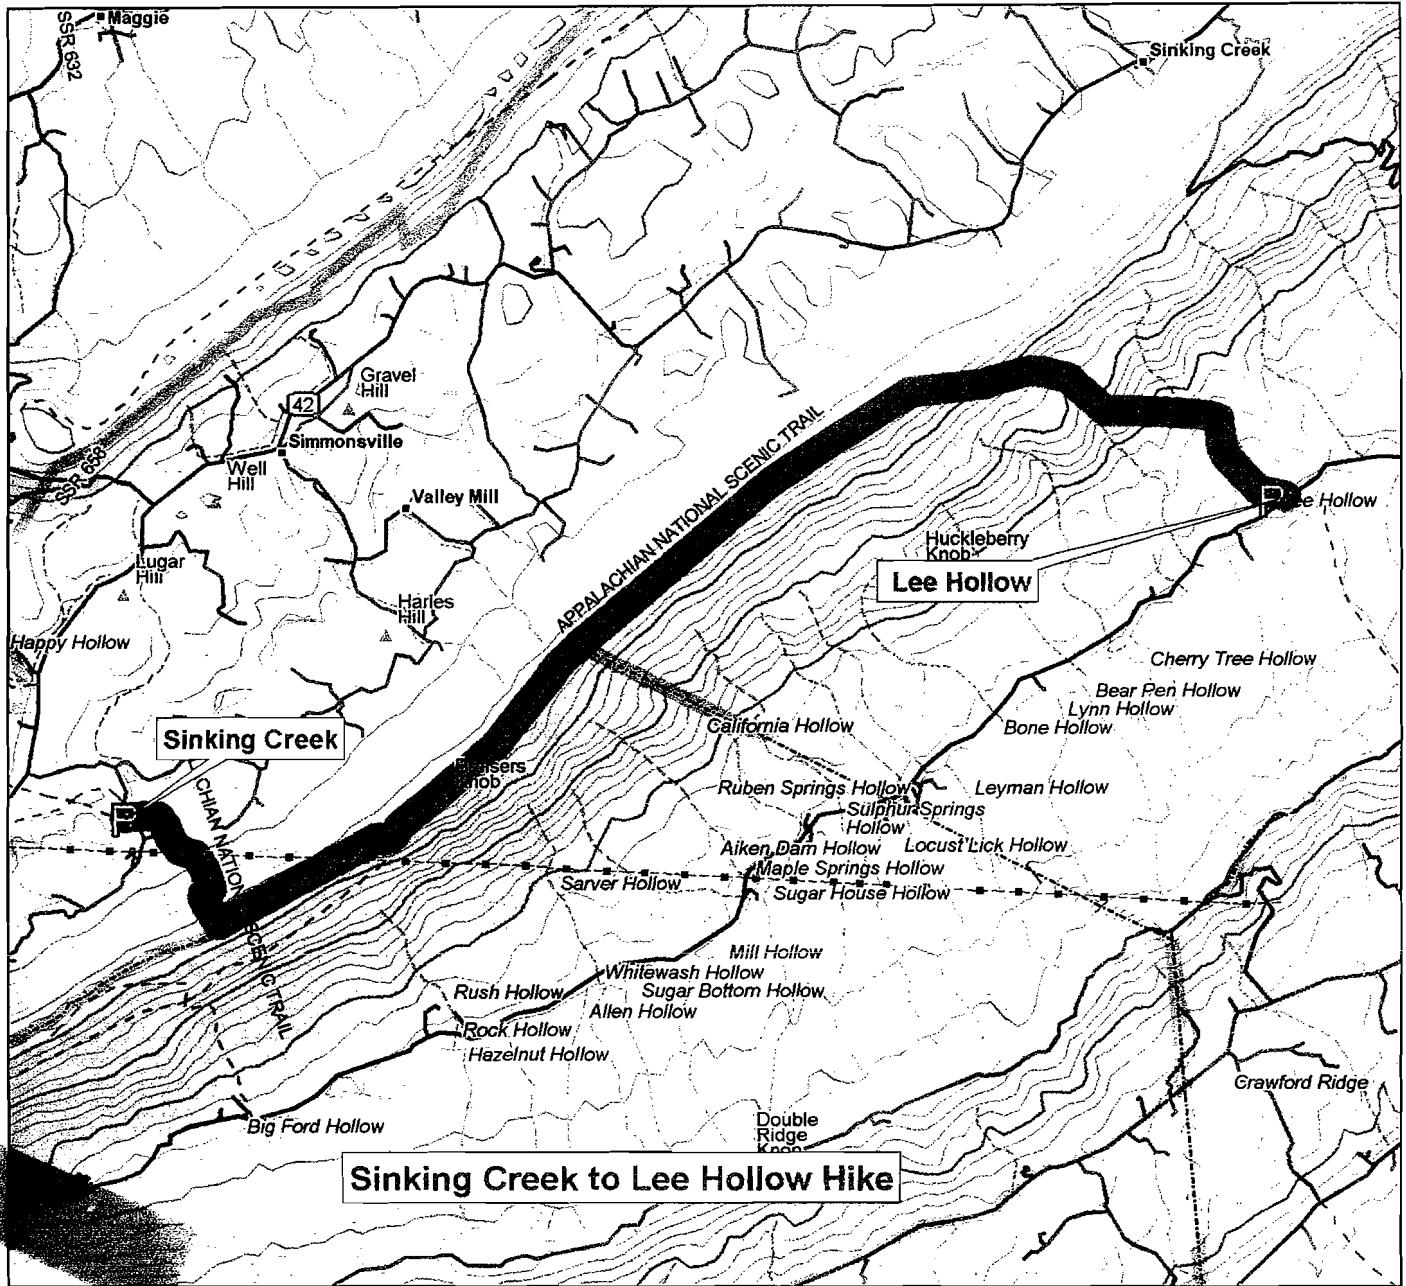 Maggie
SSR 632
Sinking Creek
Gravel
Hill
42
Simmonsville
Well
Hill
SSR 658
Valley Mill
Lugar
Hill
Harles
Hill
Happy Hollow
APPALACHIAN NATIONAL SCENIC TRAIL
Huckleberry
Knob
Lee Hollow
Cherry Tree Hollow
Bear Pen Hollow
Lynn Hollow
Bone Hollow
California Hollow
Sinking Creek
Knob
Ruben Springs Hollow
Leyman Hollow
Sulphur Springs
Hollow
Aiken Dam Hollow
Locust Lick Hollow
Maple Springs Hollow
Sarver Hollow
Sugar House Hollow
Mill Hollow
Whitewash Hollow
Sugar Bottom Hollow
Rush Hollow
Allen Hollow
Rock Hollow
Hazelnut Hollow
Crawford Ridge
Big Ford Hollow
Double
Ridge
Knob
Sinking Creek to Lee Hollow Hike